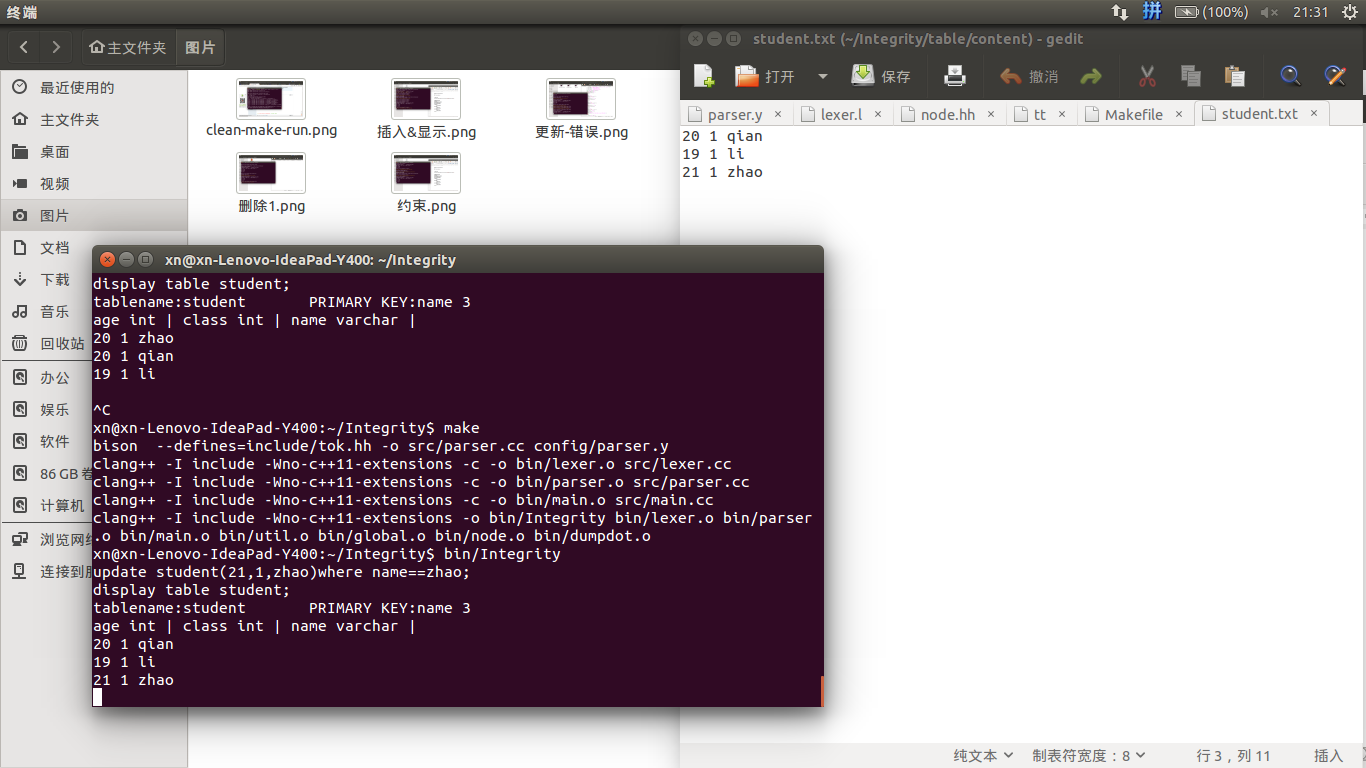 终端
拼 (100%) 21:31
主文件夹 图片
student.txt (~/Integrity/table/content) - gedit
打开 保存 撤消
parser.y × lexer.l × node.hh × tt × Makefile × student.txt ×
20 1 qian
19 1 li
21 1 zhao
最近使用的
主文件夹
桌面
视频
图片
文档
下载
音乐
回收站
办公
娱乐
软件
86 GB 卷
计算机
浏览网络
连接到
clean-make-run.png
插入&显示.png
更新-错误.png
删除1.png
约束.png
xn@xn-Lenovo-IdeaPad-Y400: ~/Integrity
display table student;
tablename:student PRIMARY KEY:name 3
age int | class int | name varchar |
20 1 zhao
20 1 qian
19 1 li
^C
xn@xn-Lenovo-IdeaPad-Y400:~/Integrity$ make
bison --defines=include/tok.hh -o src/parser.cc config/parser.y
clang++ -I include -Wno-c++11-extensions -c -o bin/lexer.o src/lexer.cc
clang++ -I include -Wno-c++11-extensions -c -o bin/parser.o src/parser.cc
clang++ -I include -Wno-c++11-extensions -c -o bin/main.o src/main.cc
clang++ -I include -Wno-c++11-extensions -o bin/Integrity bin/lexer.o bin/parser
.o bin/main.o bin/util.o bin/global.o bin/node.o bin/dumpdot.o
xn@xn-Lenovo-IdeaPad-Y400:~/Integrity$ bin/Integrity
update student(21,1,zhao)where name==zhao;
display table student;
tablename:student PRIMARY KEY:name 3
age int | class int | name varchar |
20 1 qian
19 1 li
21 1 zhao
纯文本 制表符宽度：8 行 3，列 11 插入